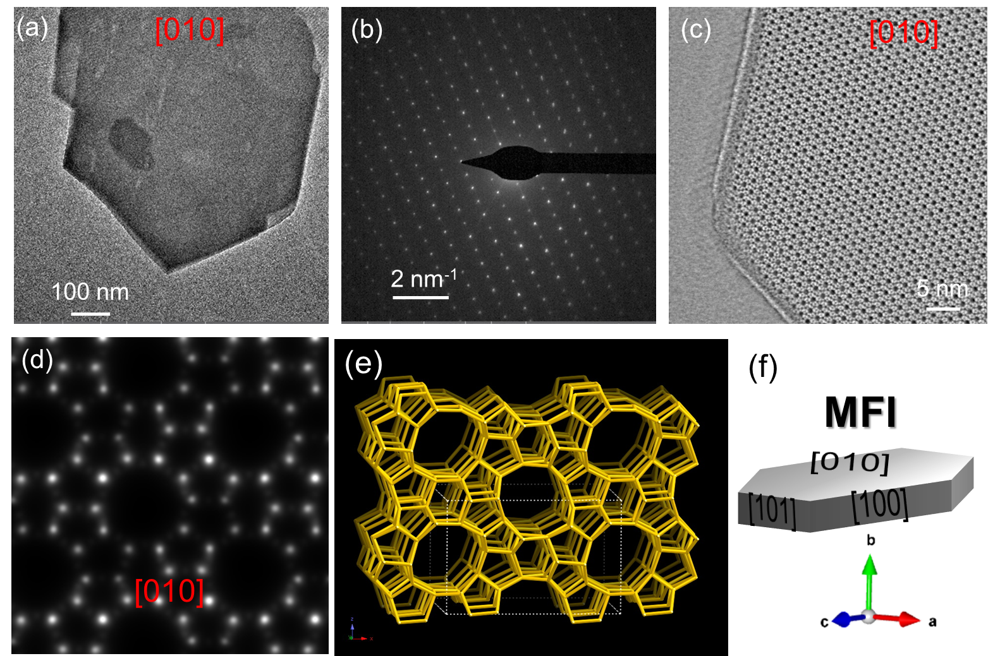 (a)
[010]
100 nm
(b)
2 nm-1
(c)
[010]
5 nm
(d)
[010]
(e)
z
x
(f)
MFI
[010]
[101]
[100]
b
c
a